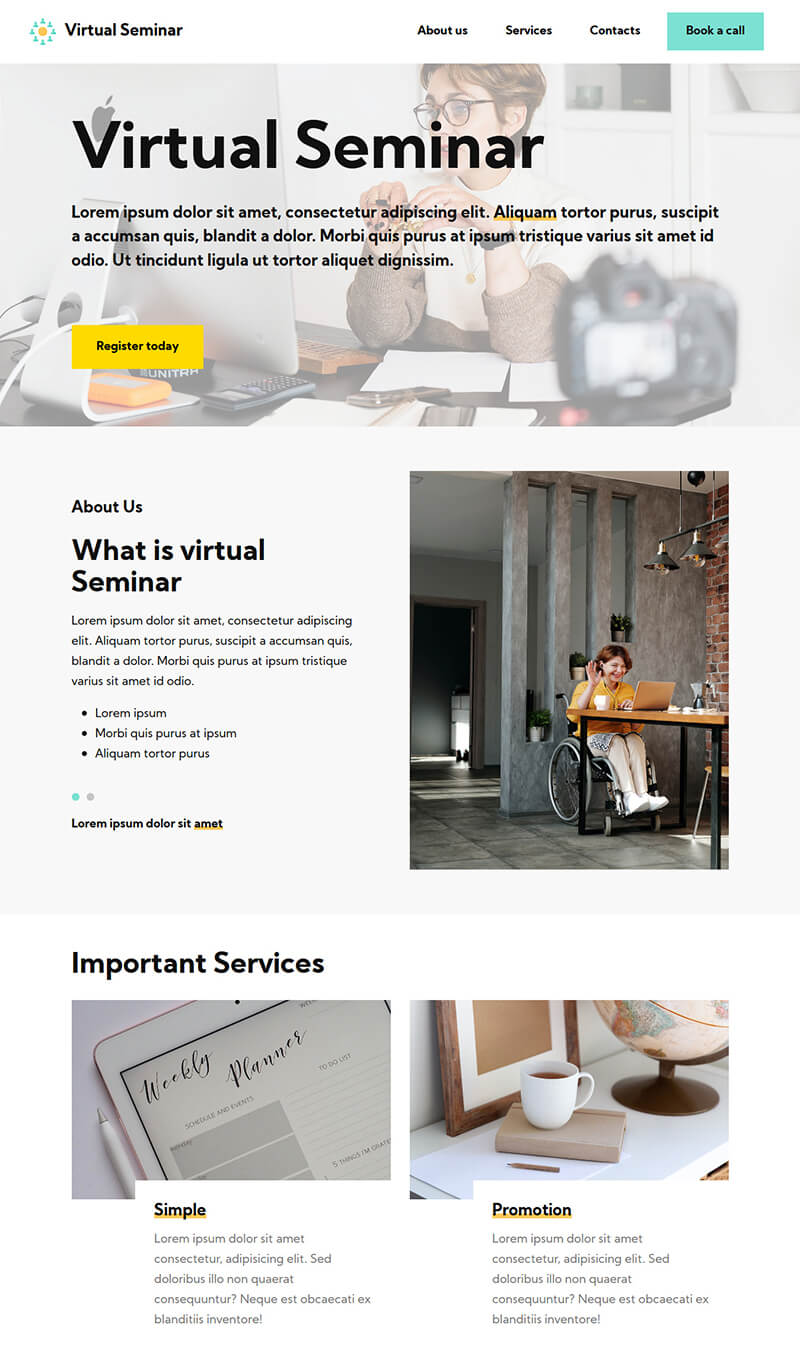 Virtual Seminar
About us
Services
Contacts
Book a call
Virtual Seminar
Lorem ipsum dolor sit amet, consectetur adipiscing elit. Aliquam tortor purus, suscipit
a accumsan quis, blandit a dolor. Morbi quis purus at ipsum tristique varius sit amet id
odio. Ut tincidunt ligula ut tortor aliquet dignissim.
Register today
UNITRA
About Us
What is virtual
Seminar
Lorem ipsum dolor sit amet, consectetur adipiscing
elit. Aliquam tortor purus, suscipit a accumsan quis,
blandit a dolor. Morbi quis purus at ipsum tristique
varius sit amet id odio.
Lorem ipsum
Morbi quis purus at ipsum
Aliquam tortor purus
Lorem ipsum dolor sit amet
Important Services
Weekly Planner
TO DO LIST
SCHEDULE AND EVENTS
5 THINGS I'M GRATE
Simple
Lorem ipsum dolor sit amet
consectetur, adipisicing elit. Sed
doloribus illo non quaerat
consequuntur? Neque est obcaecati ex
blanditiis inventore!
Promotion
Lorem ipsum dolor sit amet
consectetur, adipisicing elit. Sed
doloribus illo non quaerat
consequuntur? Neque est obcaecati ex
blanditiis inventore!